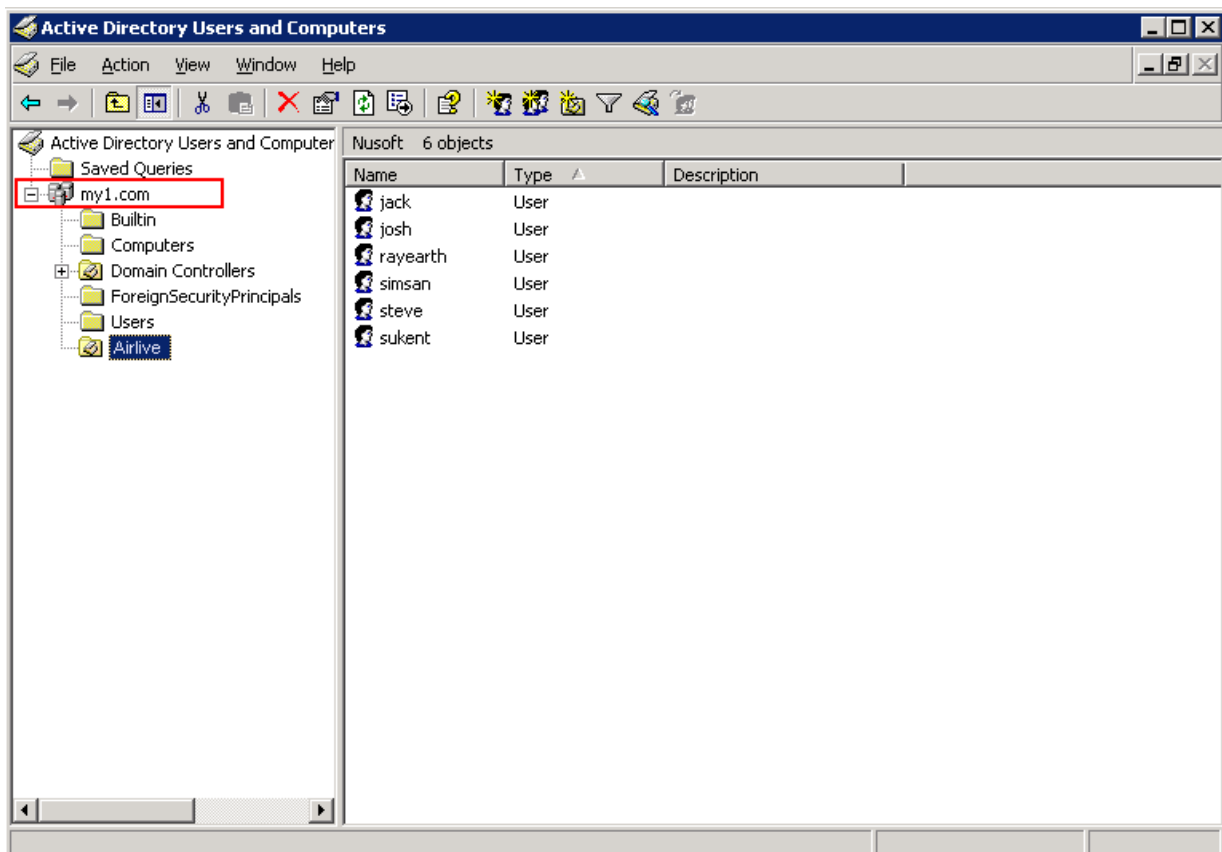 Active Directory Users and Computers
File Action View Window Help
Active Directory Users and Computer
Saved Queries
my1.com
Builtin
Computers
Domain Controllers
ForeignSecurityPrincipals
Users
Airlive
Nusoft 6 objects
Name Type Description
jack User
josh User
rayearth User
simsan User
steve User
sukent User